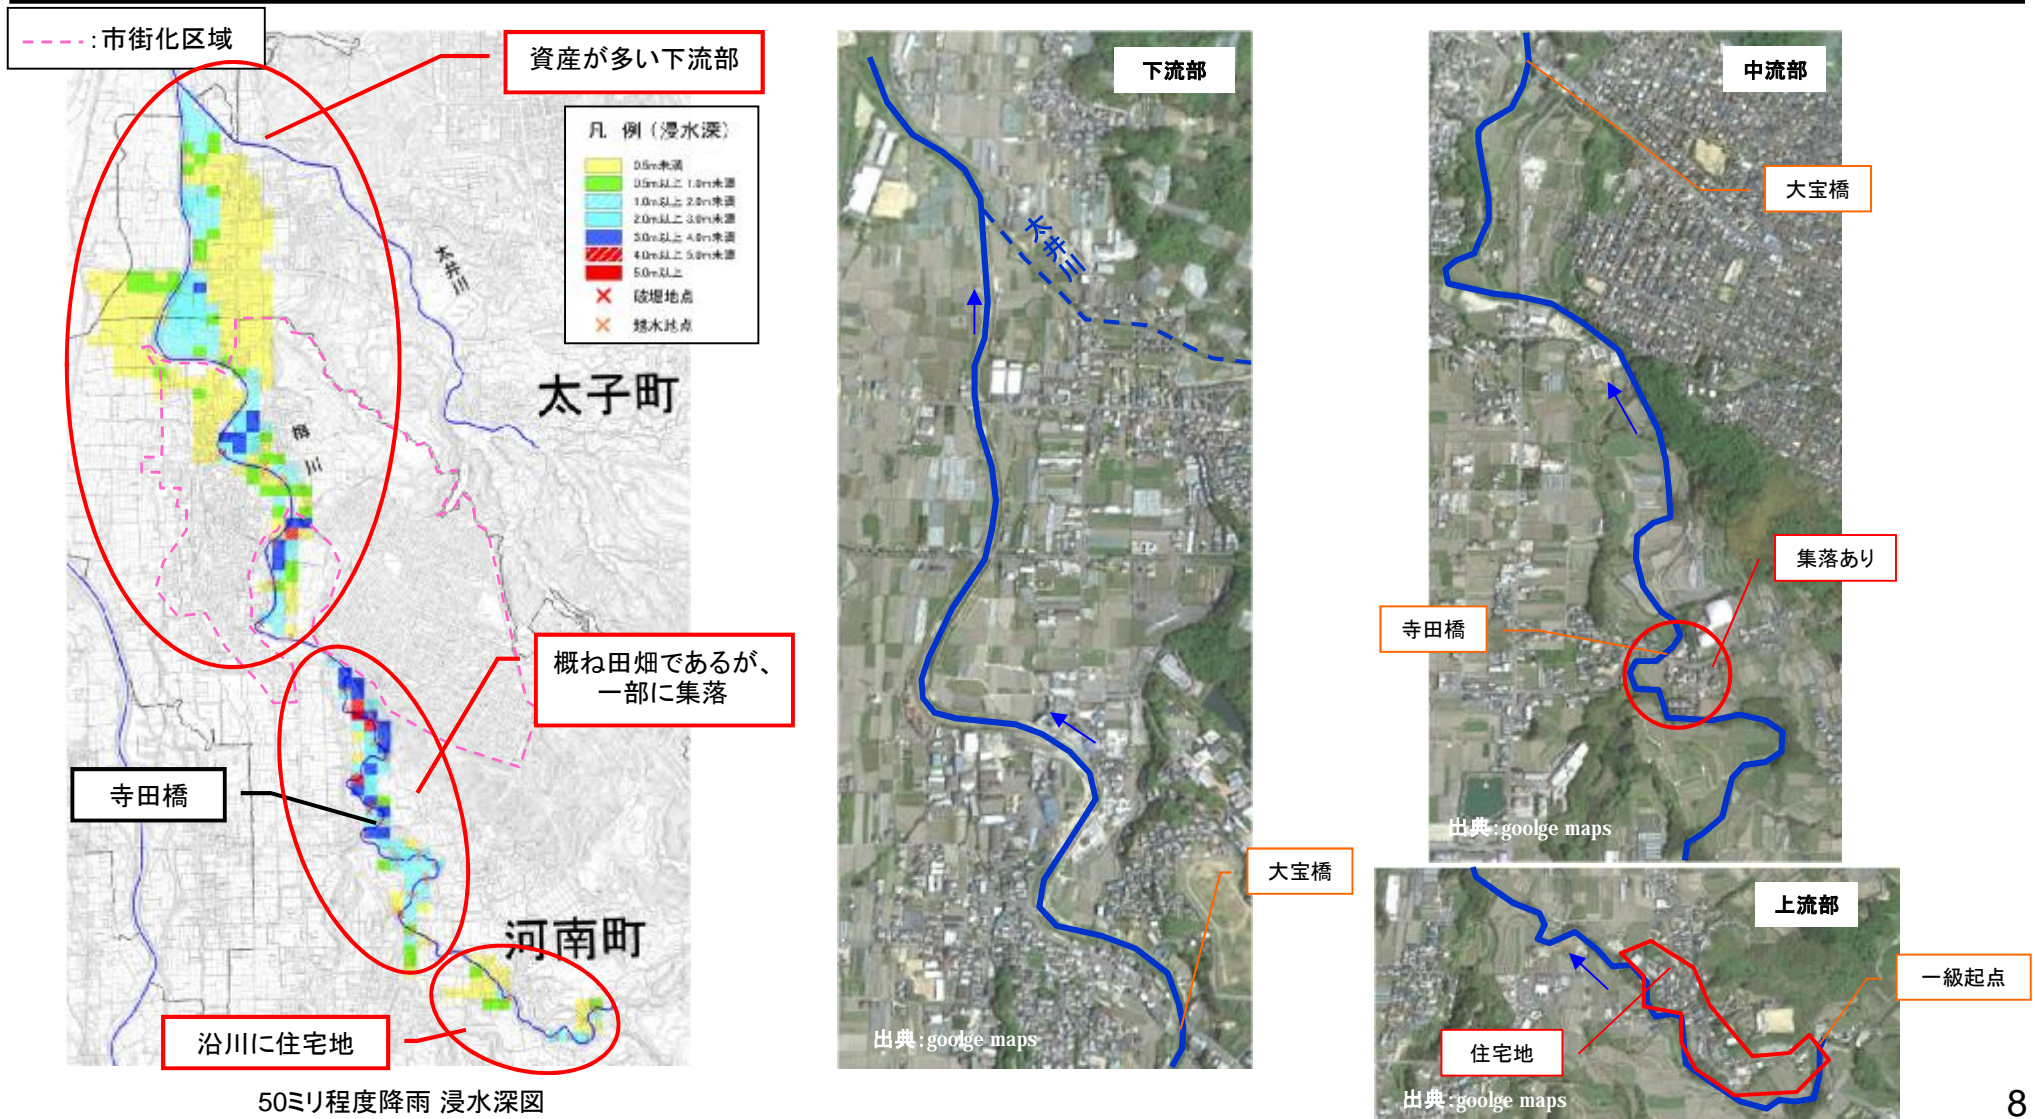 :市街化区域
資産が多い下流部
凡 例(浸水深)
0.5m未満
0.5m以上 1.0m未満
1.0m以上 2.0m未満
2.0m以上 3.0m未満
3.0m以上 4.0m未満
4.0m以上 5.0m未満
5.0m以上
破堤地点
越水地点
太井川
太子町
梅川
概ね田畑であるが、
一部に集落
寺田橋
河南町
沿川に住宅地
50ミリ程度降雨 浸水深図
下流部
太井川
大宝橋
出典:goolge maps
中流部
大宝橋
集落あり
寺田橋
出典:goolge maps
上流部
一級起点
住宅地
出典:goolge maps
8